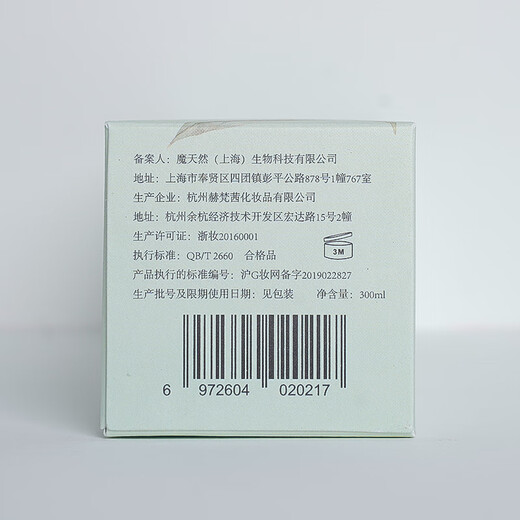 备案人：魔天然（上海）生物科技有限公司
地址：上海市奉贤区四团镇彭平公路878号1幢767室
生产企业：杭州赫梵茜化妆品有限公司
地址：杭州余杭经济技术开发区宏达路15号2幢
生产许可证：浙妆20160001
执行标准：QB/T 2660 合格品
3M
产品执行的标准编号：沪G妆网备字2019022827
生产批号及限期使用日期：见包装 净含量：300ml
6 972604 020217